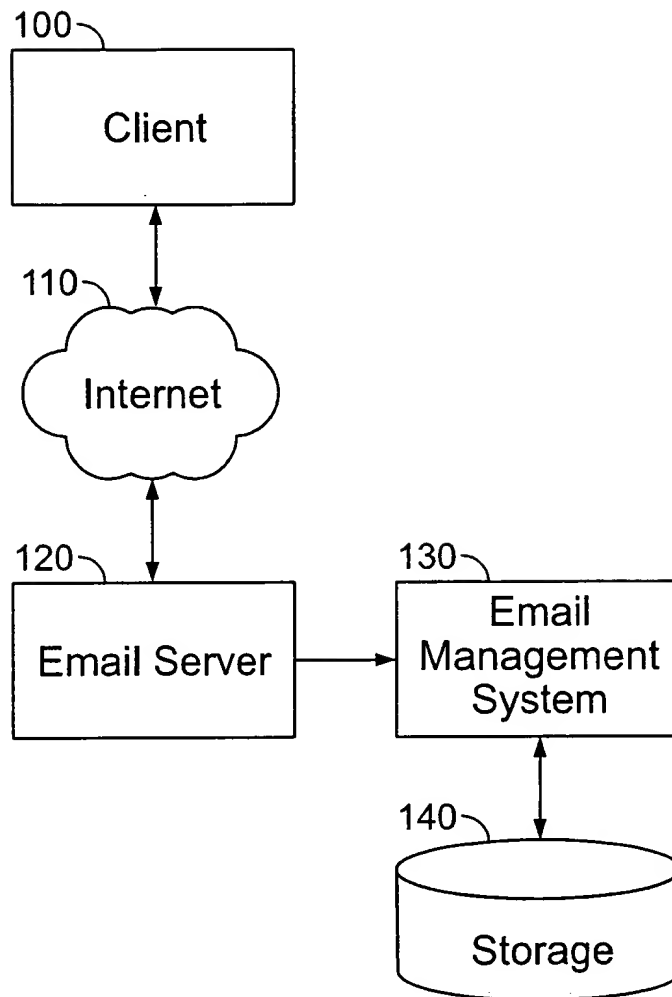 100
Client
110
Internet
120
Email Server
130
Email
Management
System
140
Storage